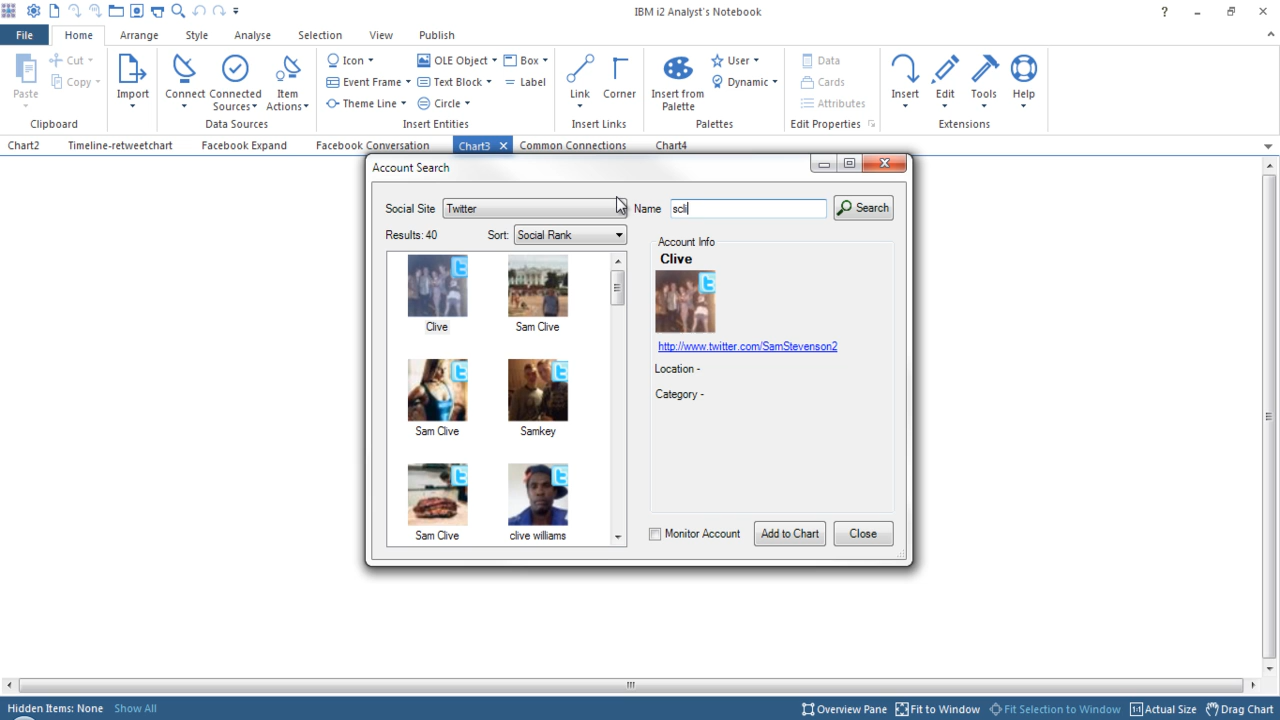 IBM i2 Analyst's Notebook
File Home Arrange Style Analyse Selection View Publish
Paste Cut Copy Import Connect Connected Sources Item Actions Icon Event Frame Theme Line OLE Object Text Block Circle Box Label Link Corner Insert from Palette User Dynamic Data Cards Attributes Insert Edit Tools Help
Clipboard Data Sources Insert Entities Insert Links Palettes Edit Properties Extensions
Chart2 Timeline-retweetchart Facebook Expand Facebook Conversation Chart3 Common Connections Chart4
Account Search
Social Site Twitter Name scli Search
Results: 40 Sort: Social Rank
Account Info
Clive
Clive Sam Clive
http://www.twitter.com/SamStevenson2
Location -
Category -
Sam Clive Samkey
Sam Clive clive williams
Monitor Account Add to Chart Close
Hidden Items: None Show All Overview Pane Fit to Window Fit Selection to Window Actual Size Drag Chart